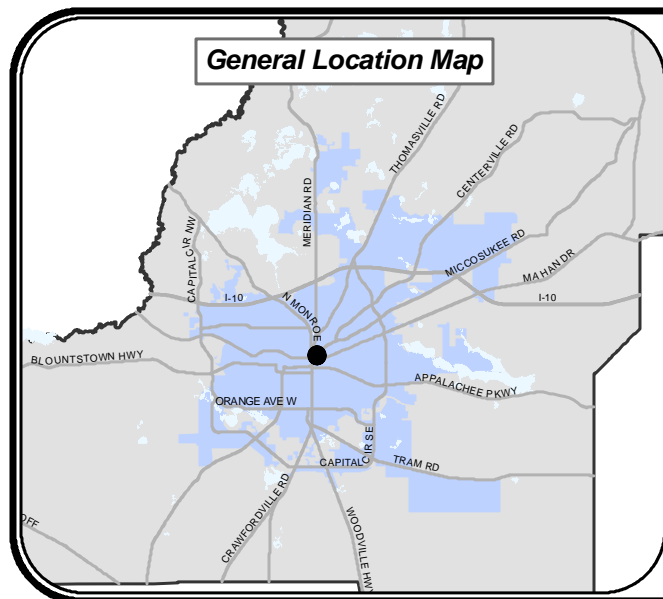 General Location Map
THOMASVILLE RD
CENTERVILLE RD
MERIDIAN RD
CAPITAL CIR NW
MICCOSUKEE RD
MAHAN DR
I-10
N MONROE
I-10
BLOUNTSTOWN HWY
APPALACHEE PKWY
ORANGE AVE W
CAPITAL CIR SE
TRAM RD
CRAWFORDVILLE RD
WOODVILLE HWY
OFF